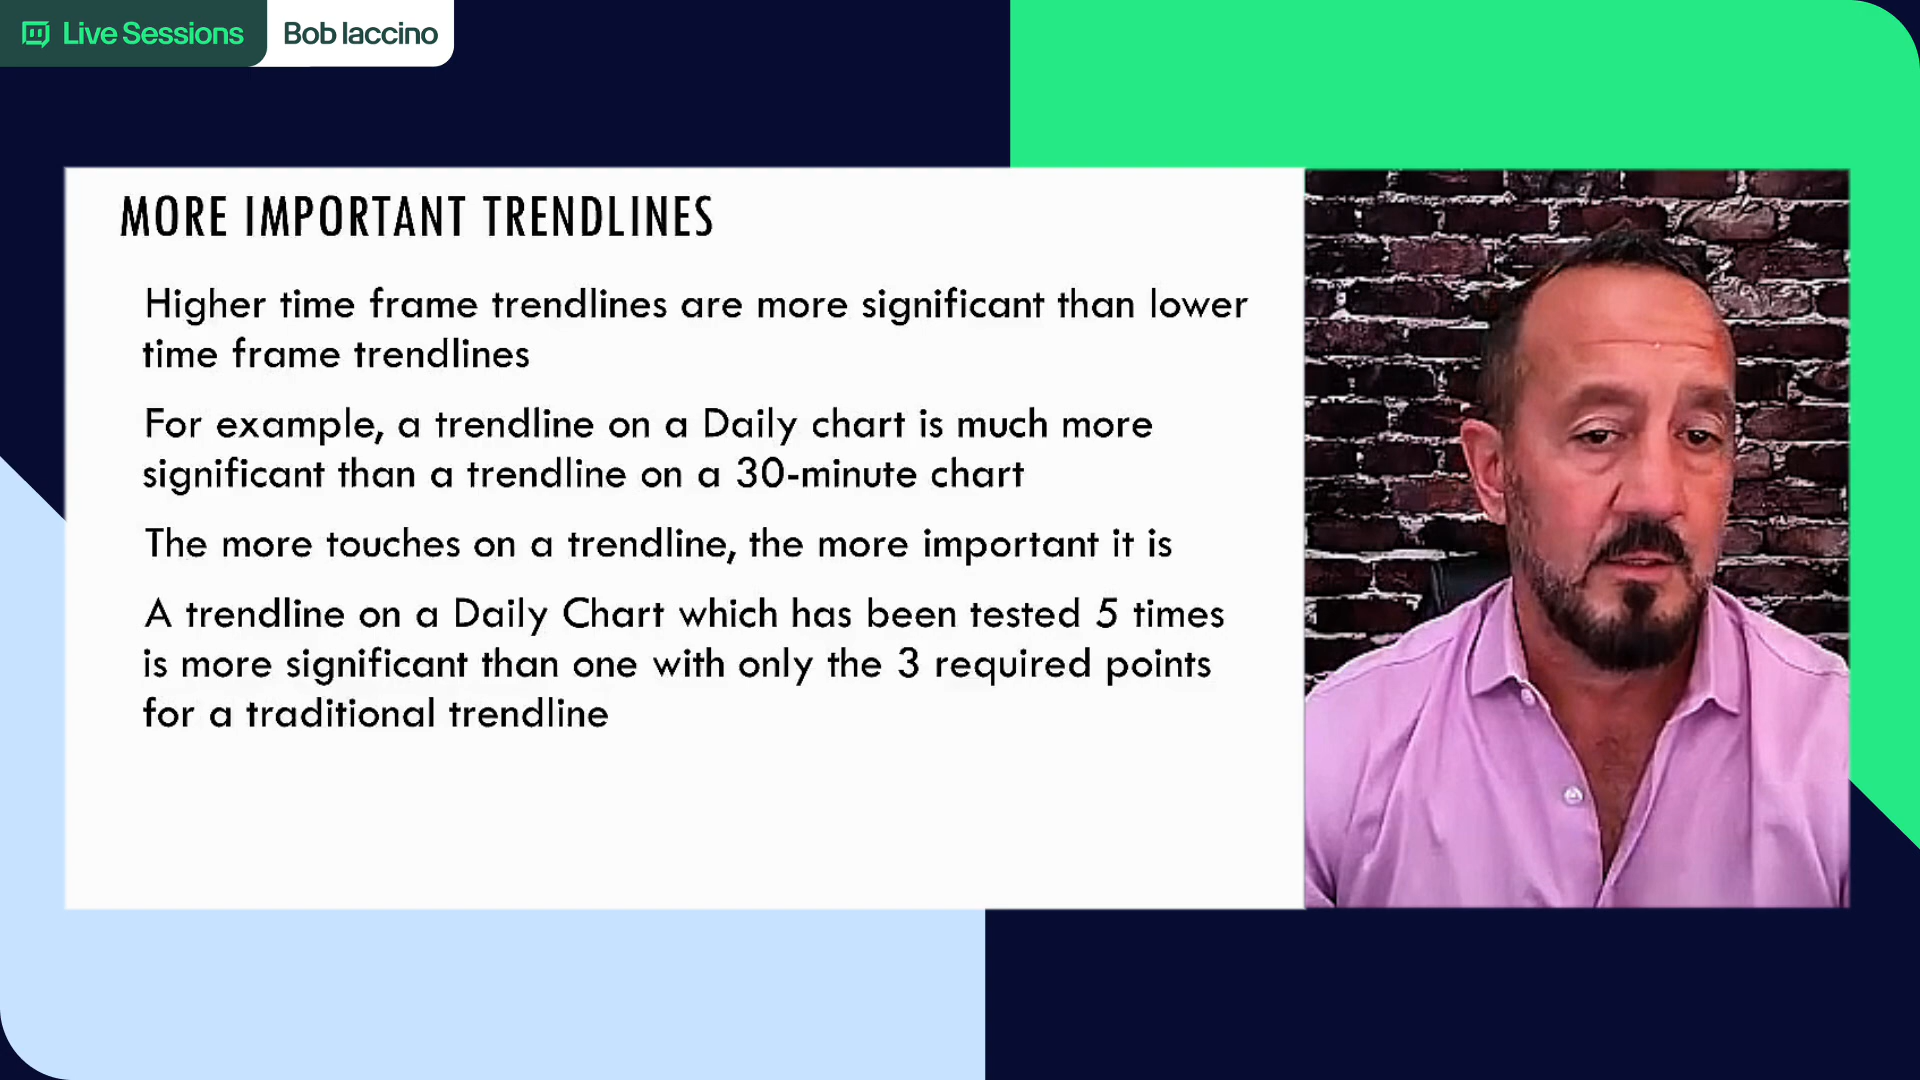 Live Sessions
Bob Iaccino
MORE IMPORTANT TRENDLINES
Higher time frame trendlines are more significant than lower
time frame trendlines
For example, a trendline on a Daily chart is much more
significant than a trendline on a 30-minute chart
The more touches on a trendline, the more important it is
A trendline on a Daily Chart which has been tested 5 times
is more significant than one with only the 3 required points
for a traditional trendline